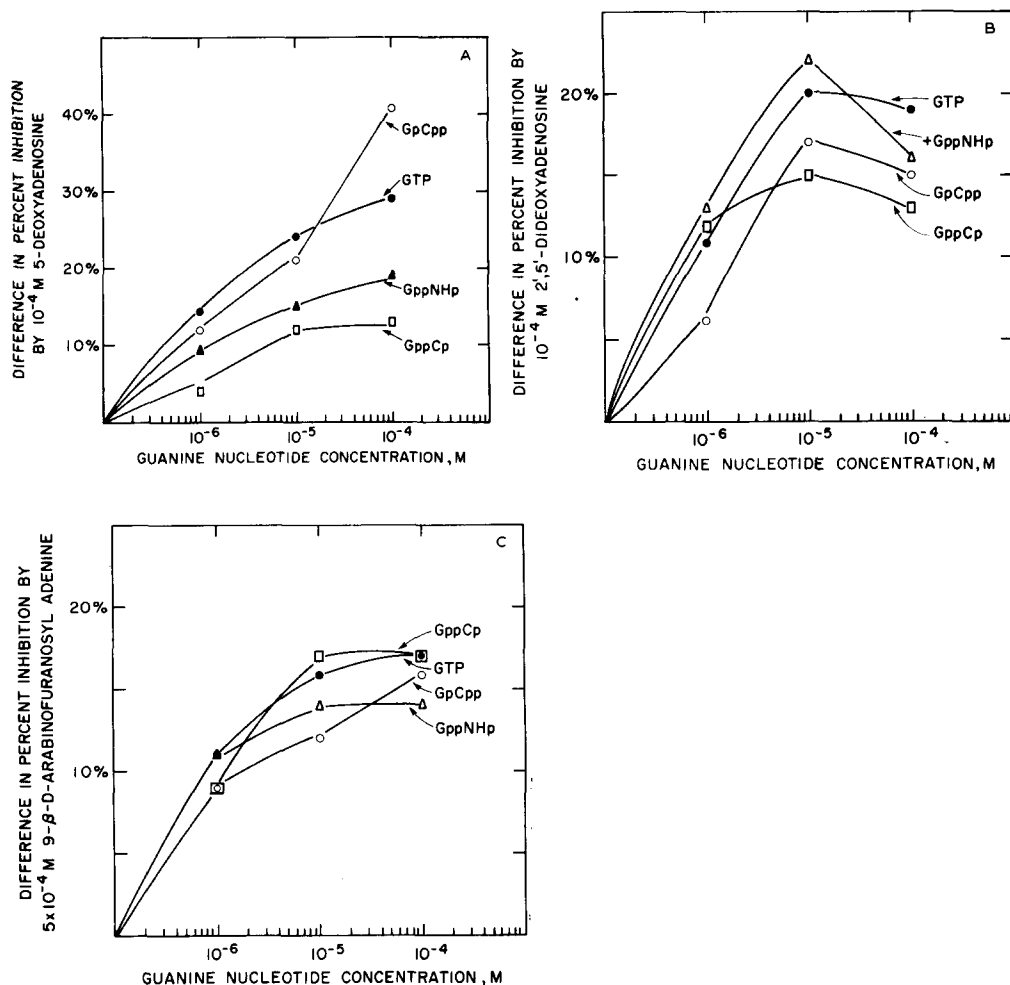 A
DIFFERENCE IN PERCENT INHIBITION
BY 10⁻⁴ M 5-DEOXYADENOSINE
40%
30%
20%
10%
GpCpp
GTP
GppNHp
GppCp
10⁻⁶
10⁻⁵
10⁻⁴
GUANINE NUCLEOTIDE CONCENTRATION, M
B
DIFFERENCE IN PERCENT INHIBITION BY
10⁻⁴ M 2',5'-DIDEOXYADENOSINE
20%
10%
GTP
+GppNHp
GpCpp
GppCp
10⁻⁶
10⁻⁵
10⁻⁴
GUANINE NUCLEOTIDE CONCENTRATION, M
C
DIFFERENCE IN PERCENT INHIBITION BY
5x10⁻⁴ M 9-β-D-ARABINOFURANOSYL ADENINE
20%
10%
GppCp
GTP
GpCpp
GppNHp
10⁻⁶
10⁻⁵
10⁻⁴
GUANINE NUCLEOTIDE CONCENTRATION, M